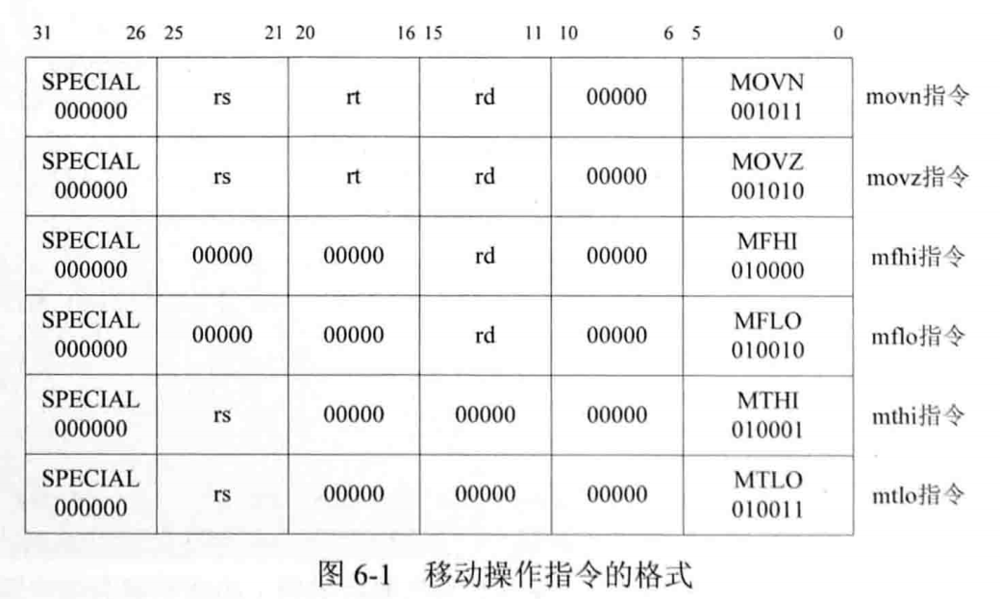 31 26 25 21 20 16 15 11 10 6 5 0
SPECIAL 000000 rs rt rd 00000 MOVN 001011 movn指令
SPECIAL 000000 rs rt rd 00000 MOVZ 001010 movz指令
SPECIAL 000000 00000 00000 rd 00000 MFHI 010000 mfhi指令
SPECIAL 000000 00000 00000 rd 00000 MFLO 010010 mflo指令
SPECIAL 000000 rs 00000 00000 00000 MTHI 010001 mthi指令
SPECIAL 000000 rs 00000 00000 00000 MTLO 010011 mtlo指令
图 6-1 移动操作指令的格式